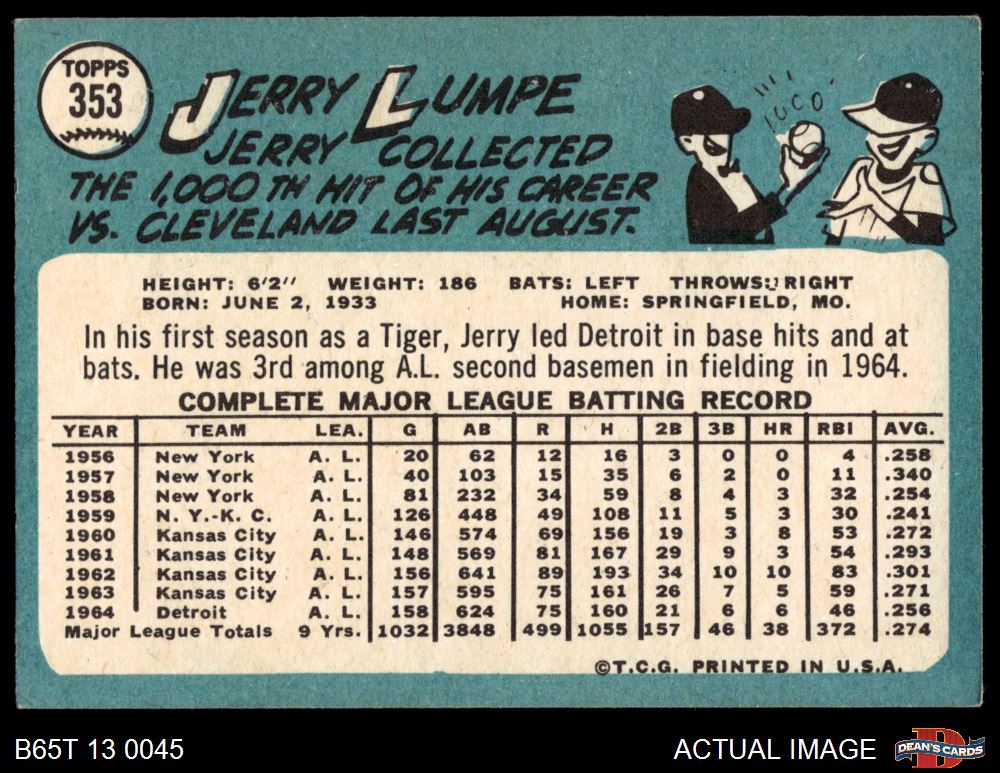 TOPPS
353
JERRY LUMPE
JERRY COLLECTED
THE 1,000 TH HIT OF HIS CAREER
VS. CLEVELAND LAST AUGUST.
1000
HEIGHT: 6'2" WEIGHT: 186 BATS: LEFT THROWS: RIGHT
BORN: JUNE 2, 1933 HOME: SPRINGFIELD, MO.
In his first season as a Tiger, Jerry led Detroit in base hits and at
bats. He was 3rd among A.L. second basemen in fielding in 1964.
COMPLETE MAJOR LEAGUE BATTING RECORD
YEAR TEAM LEA. G AB R H 2B 3B HR RBI AVG.
1956 New York A. L. 20 62 12 16 3 0 0 4 .258
1957 New York A. L. 40 103 15 35 6 2 0 11 .340
1958 New York A. L. 81 232 34 59 8 4 3 32 .254
1959 N. Y.-K. C. A. L. 126 448 49 108 11 5 3 30 .241
1960 Kansas City A. L. 146 574 69 156 19 3 8 53 .272
1961 Kansas City A. L. 148 569 81 167 29 9 3 54 .293
1962 Kansas City A. L. 156 641 89 193 34 10 10 83 .301
1963 Kansas City A. L. 157 595 75 161 26 7 5 59 .271
1964 Detroit A. L. 158 624 75 160 21 6 6 46 .256
Major League Totals 9 Yrs. 1032 3848 499 1055 157 46 38 372 .274
©T.C.G. PRINTED IN U.S.A.
B65T 13 0045 ACTUAL IMAGE
DEAN'S CARDS